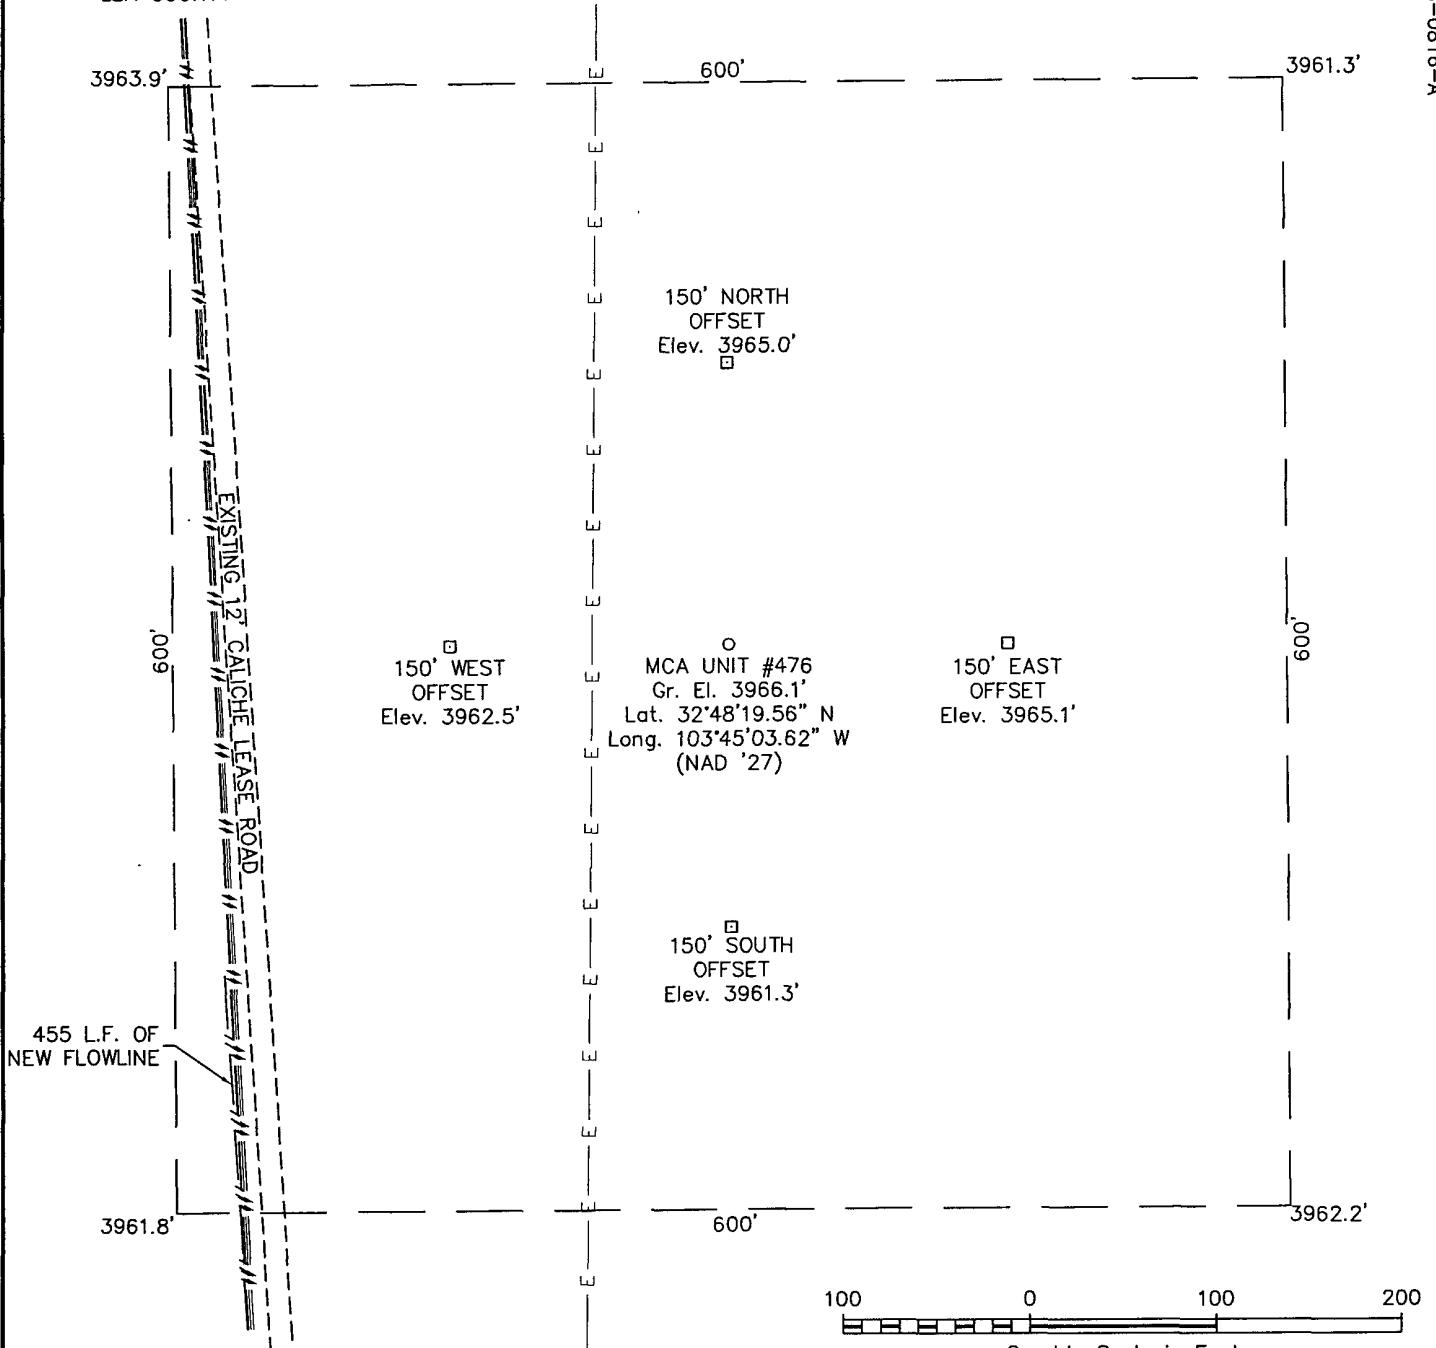 3963.9'
600'
3961.3'
150' NORTH
OFFSET
Elev. 3965.0'
EXISTING 12' CALICHE LEASE ROAD
600'
150' WEST
OFFSET
Elev. 3962.5'
MCA UNIT #476
Gr. El. 3966.1'
Lat. 32°48'19.56" N
Long. 103°45'03.62" W
(NAD '27)
150' EAST
OFFSET
Elev. 3965.1'
600'
150' SOUTH
OFFSET
Elev. 3961.3'
455 L.F. OF
NEW FLOWLINE
3961.8'
600'
3962.2'
100 0 100 200